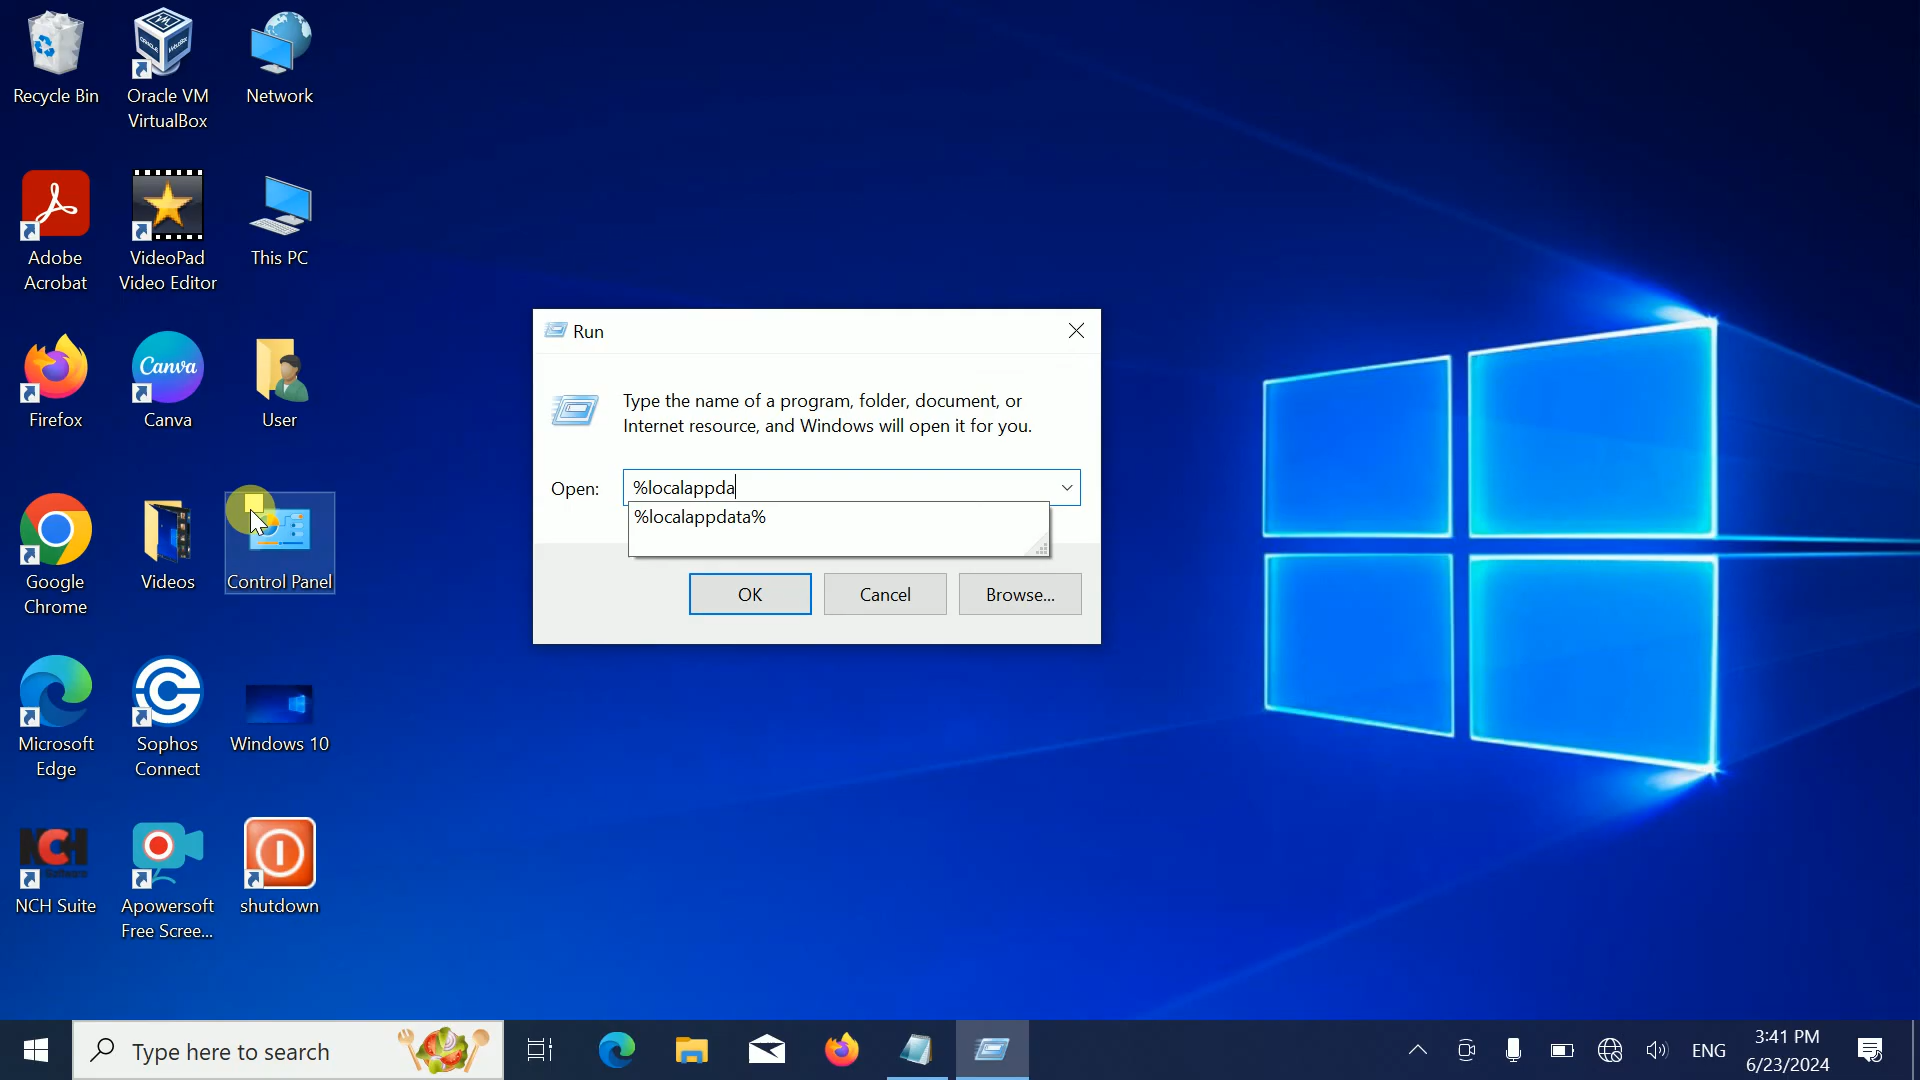 Recycle Bin
Oracle VM
VirtualBox
Network
Adobe
Acrobat
VideoPad
Video Editor
This PC
Firefox
Canva
Canva
User
Google
Chrome
Videos
Control Panel
Microsoft
Edge
Sophos
Connect
Windows 10
NCH
NCH Suite
Apowersoft
Free Scree...
shutdown
Run
Type the name of a program, folder, document, or
Internet resource, and Windows will open it for you.
Open:
%localappda
%localappdata%
OK
Cancel
Browse...
Type here to search
ENG
3:41 PM
6/23/2024